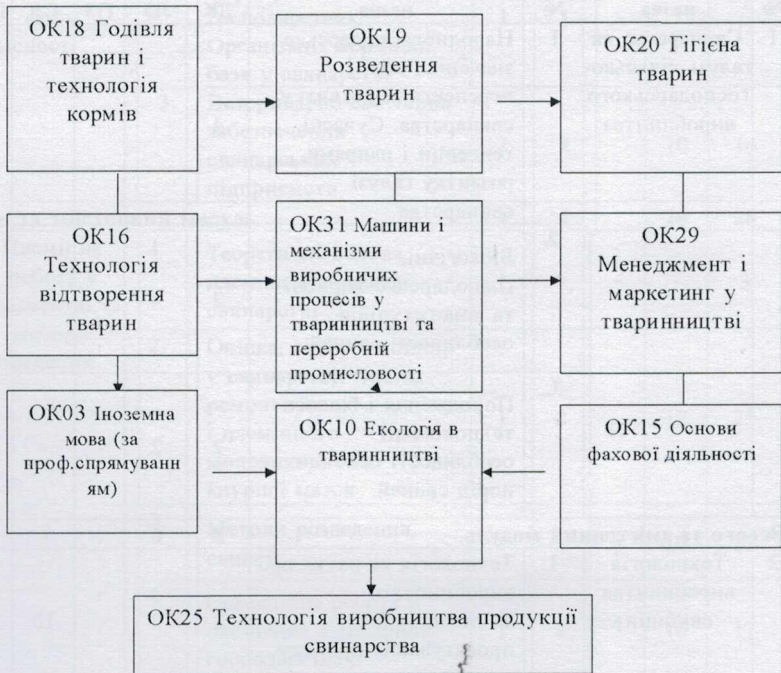 ОК18 Годівля
тварин і
технологія
кормів
ОК19
Розведення
тварин
ОК20 Гігієна
тварин
ОК16
Технологія
відтворення
тварин
ОК31 Машини і
механізми
виробничих
процесів у
тваринництві та
переробній
промисловості
ОК29
Менеджмент і
маркетинг у
тваринництві
ОК03 Іноземна
мова (за
проф.спрямуванн
ям)
ОК10 Екологія в
тваринництві
ОК15 Основи
фахової діяльності
ОК25 Технологія виробництва продукції
свинарства